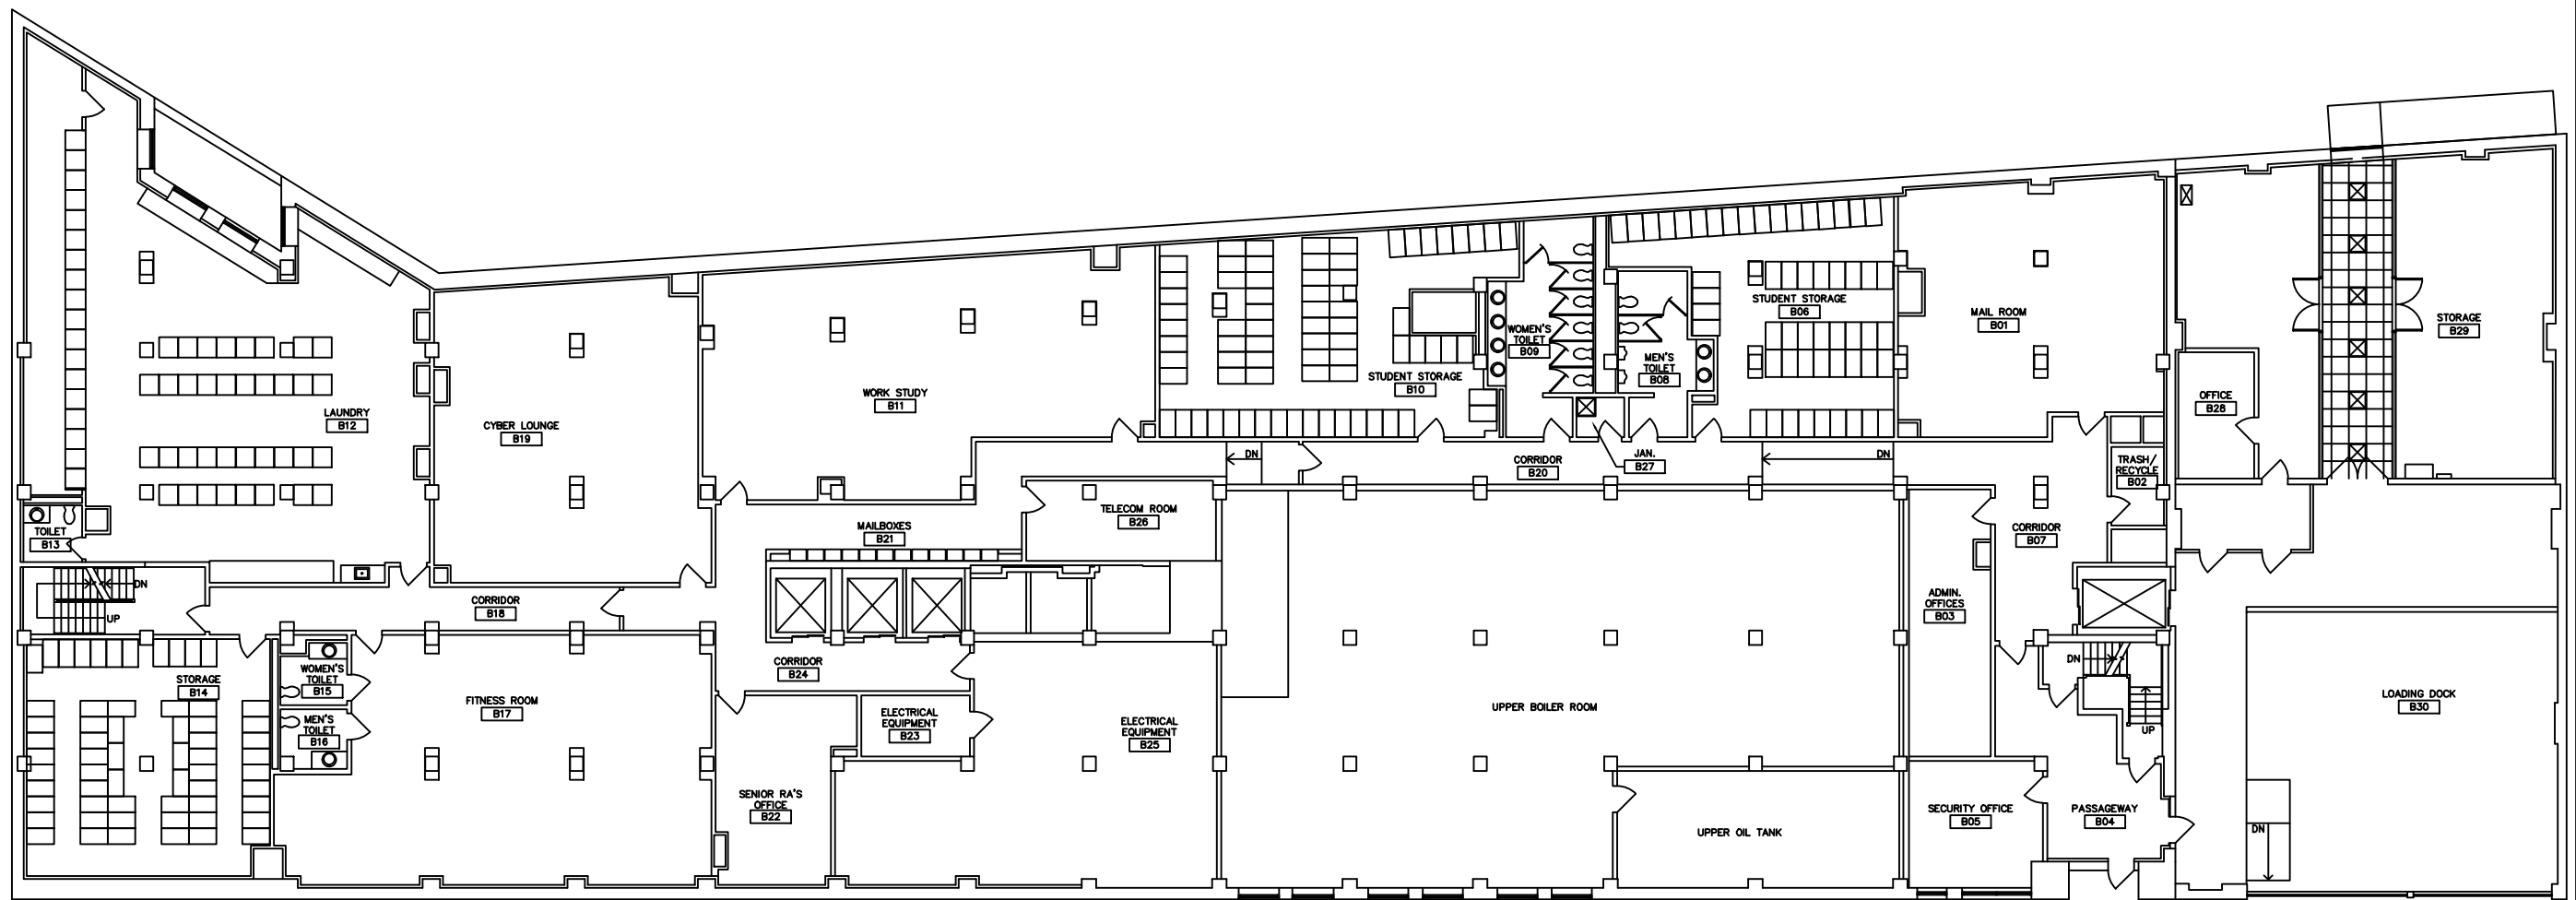 LAUNDRY
B12
TOILET
B13
DN
UP
CORRIDOR
B18
STORAGE
B14
WOMEN'S
TOILET
B15
MEN'S
TOILET
B16
FITNESS ROOM
B17
CYBER LOUNGE
B19
WORK STUDY
B11
MAILBOXES
B21
TELECOM ROOM
B26
CORRIDOR
B24
ELECTRICAL
EQUIPMENT
B23
ELECTRICAL
EQUIPMENT
B25
SENIOR RA'S
OFFICE
B22
STUDENT STORAGE
B10
WOMEN'S
TOILET
B09
MEN'S
TOILET
B08
STUDENT STORAGE
B06
DN
CORRIDOR
B20
JAN.
B27
DN
MAIL ROOM
B01
TRASH/
RECYCLE
B02
CORRIDOR
B07
ADMIN.
OFFICES
B03
UPPER BOILER ROOM
UPPER OIL TANK
SECURITY OFFICE
B05
DN
UP
PASSAGEWAY
B04
OFFICE
B28
STORAGE
B29
LOADING DOCK
B30
DN